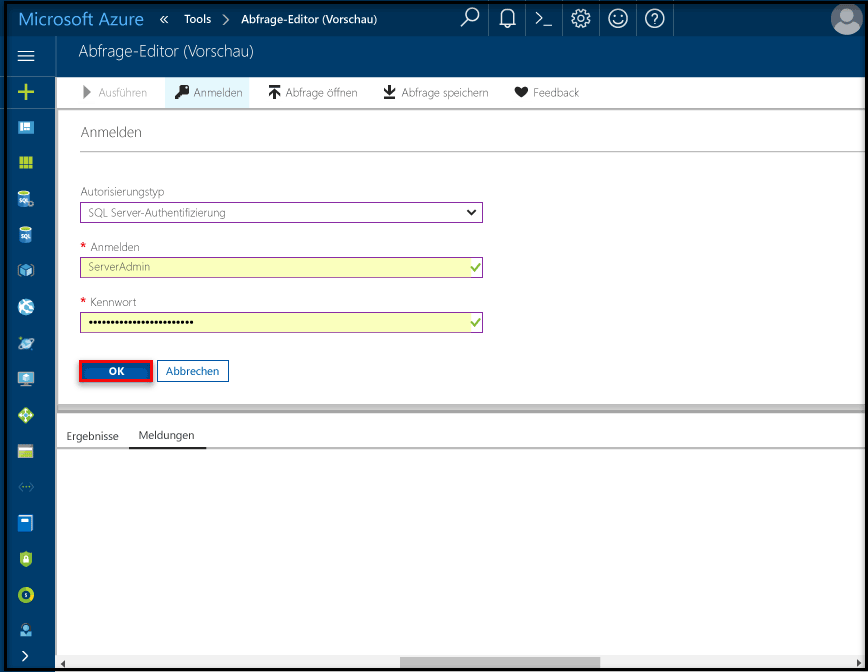 Microsoft Azure « Tools > Abfrage-Editor (Vorschau)
Abfrage-Editor (Vorschau)
Ausführen Anmelden Abfrage öffnen Abfrage speichern Feedback
Anmelden
Autorisierungstyp
SQL Server-Authentifizierung
* Anmelden
ServerAdmin
* Kennwort
••••••••••••••••••••••••
OK Abbrechen
Ergebnisse Meldungen